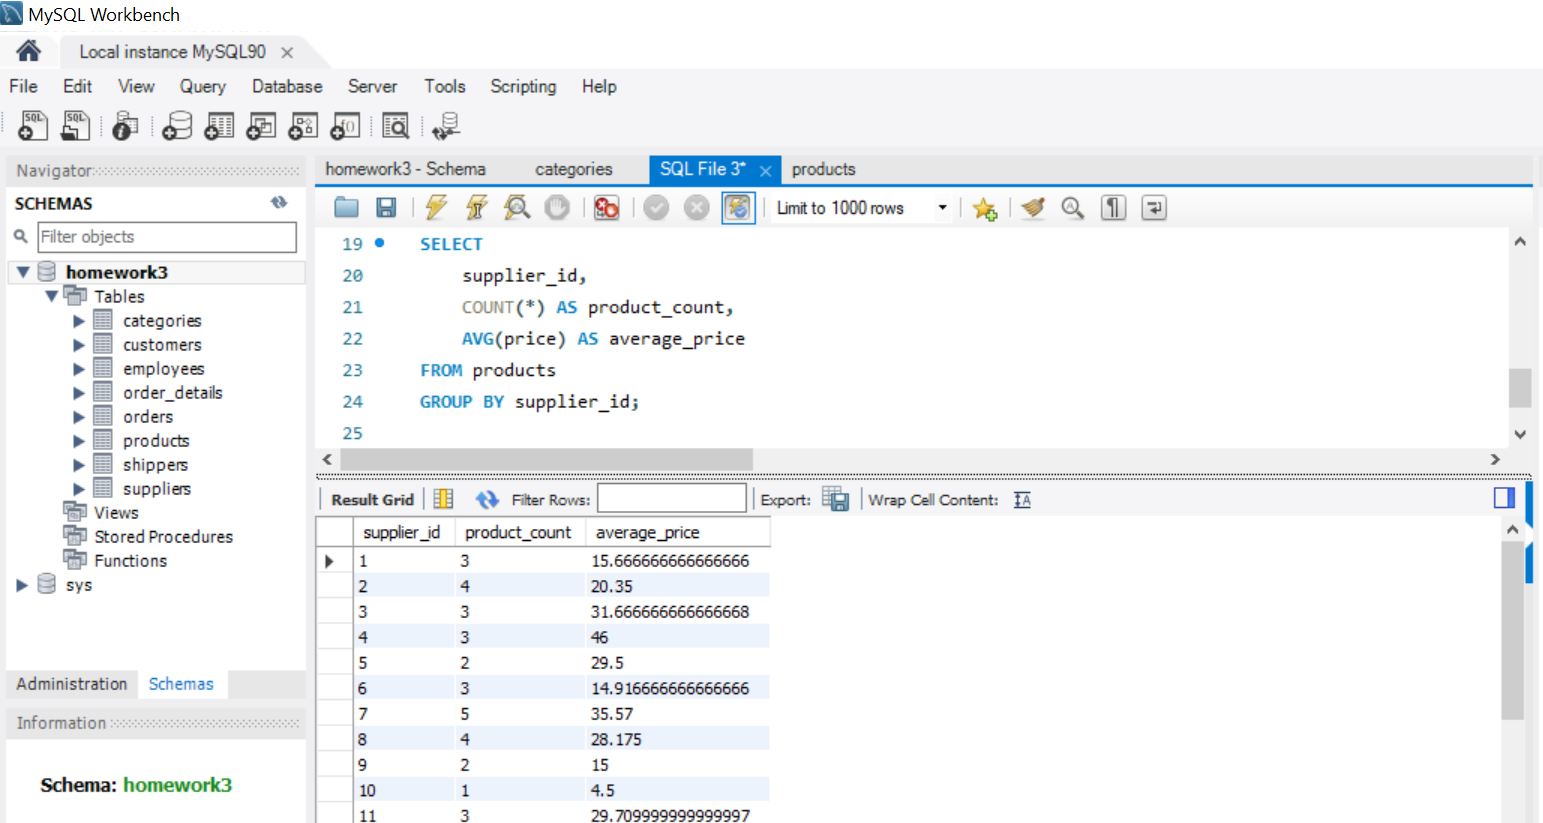 MySQL Workbench
Local instance MySQL90
File Edit View Query Database Server Tools Scripting Help
Navigator
SCHEMAS
Filter objects
homework3
Tables
categories
customers
employees
order_details
orders
products
shippers
suppliers
Views
Stored Procedures
Functions
sys
Administration Schemas
Information
Schema: homework3
homework3 - Schema categories SQL File 3* products
Limit to 1000 rows
19 SELECT
20 supplier_id,
21 COUNT(*) AS product_count,
22 AVG(price) AS average_price
23 FROM products
24 GROUP BY supplier_id;
25
Result Grid Filter Rows: Export: Wrap Cell Content: IA
supplier_id product_count average_price
1 3 15.666666666666666
2 4 20.35
3 3 31.666666666666668
4 3 46
5 2 29.5
6 3 14.916666666666666
7 5 35.57
8 4 28.175
9 2 15
10 1 4.5
11 3 29.709999999999997